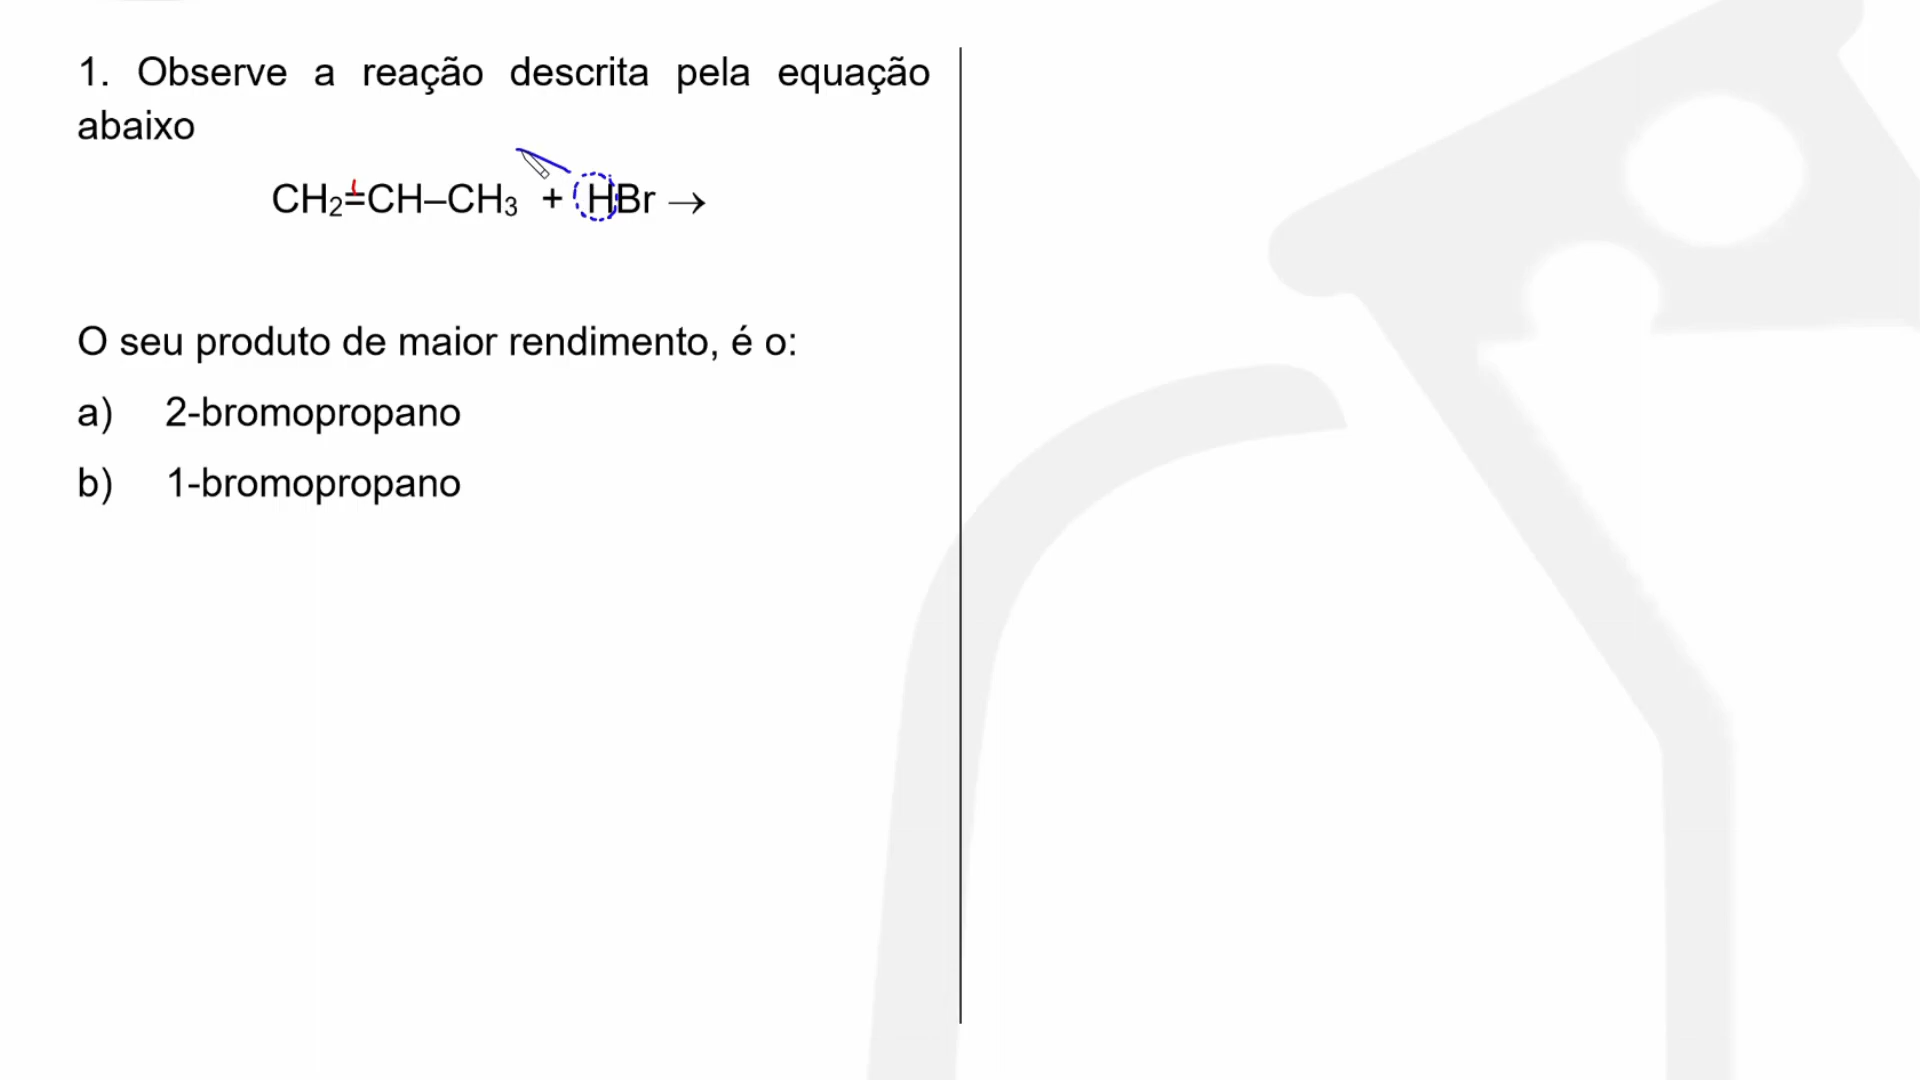 1. Observe a reação descrita pela equação
abaixo
CH₂=CH–CH₃ + HBr →
O seu produto de maior rendimento, é o:
a) 2-bromopropano
b) 1-bromopropano